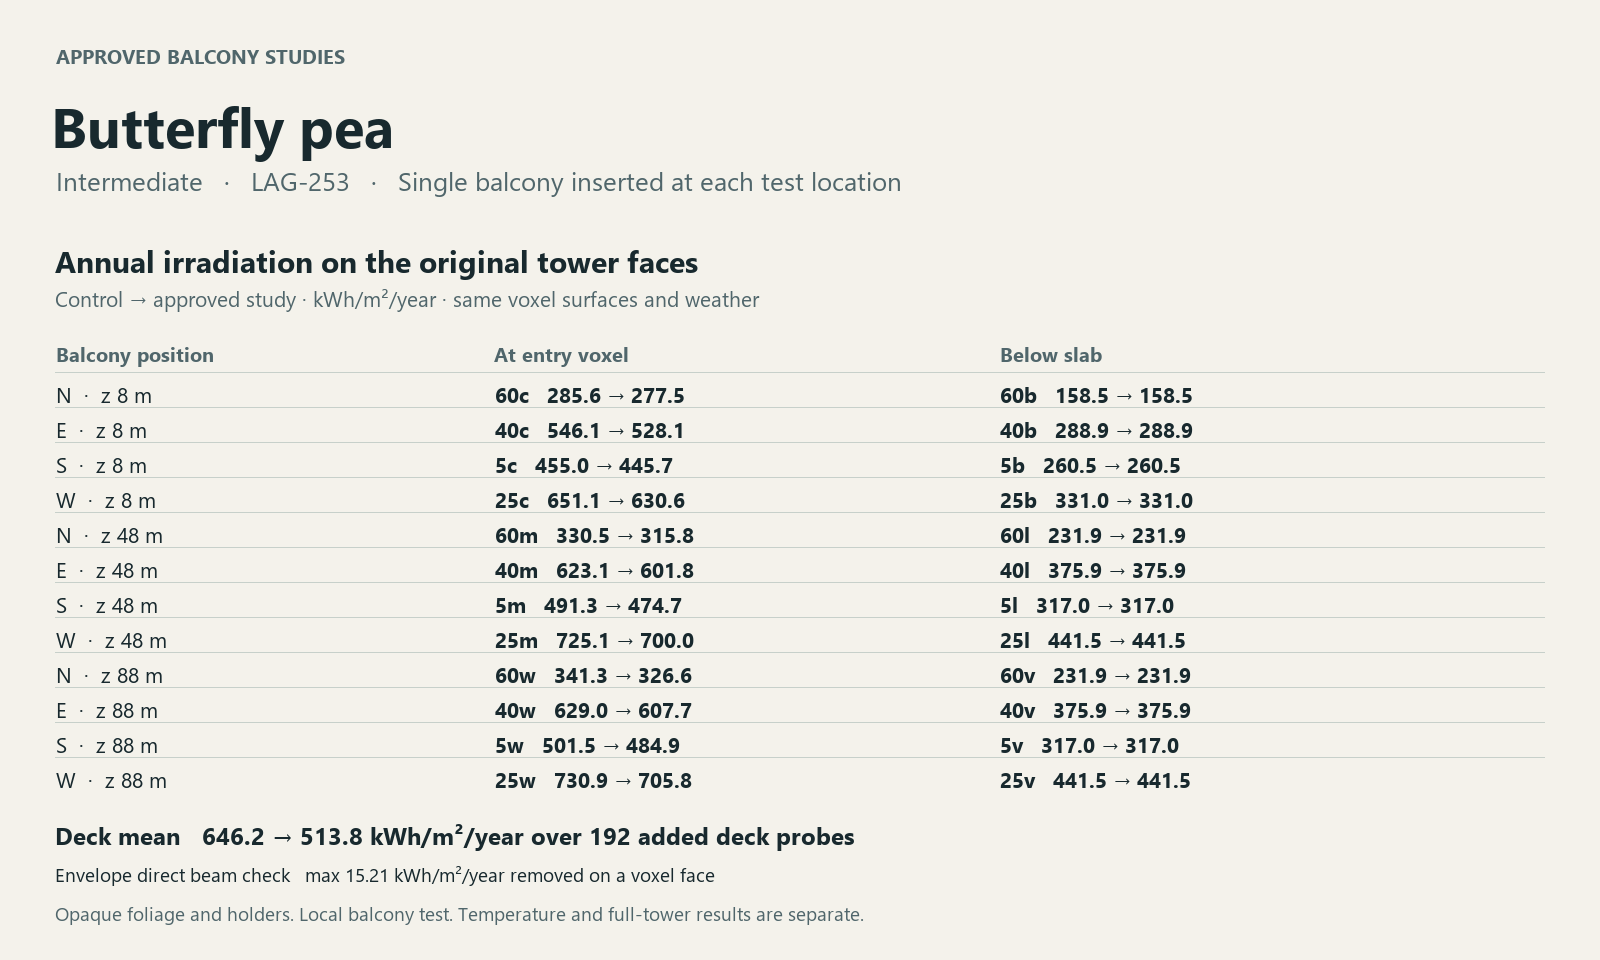 APPROVED BALCONY STUDIES
Butterfly pea
Intermediate · LAG-253 · Single balcony inserted at each test location
Annual irradiation on the original tower faces
Control → approved study · kWh/m²/year · same voxel surfaces and weather
Balcony position At entry voxel Below slab
N · z 8 m 60c 285.6 → 277.5 60b 158.5 → 158.5
E · z 8 m 40c 546.1 → 528.1 40b 288.9 → 288.9
S · z 8 m 5c 455.0 → 445.7 5b 260.5 → 260.5
W · z 8 m 25c 651.1 → 630.6 25b 331.0 → 331.0
N · z 48 m 60m 330.5 → 315.8 60l 231.9 → 231.9
E · z 48 m 40m 623.1 → 601.8 40l 375.9 → 375.9
S · z 48 m 5m 491.3 → 474.7 5l 317.0 → 317.0
W · z 48 m 25m 725.1 → 700.0 25l 441.5 → 441.5
N · z 88 m 60w 341.3 → 326.6 60v 231.9 → 231.9
E · z 88 m 40w 629.0 → 607.7 40v 375.9 → 375.9
S · z 88 m 5w 501.5 → 484.9 5v 317.0 → 317.0
W · z 88 m 25w 730.9 → 705.8 25v 441.5 → 441.5
Deck mean 646.2 → 513.8 kWh/m²/year over 192 added deck probes
Envelope direct beam check max 15.21 kWh/m²/year removed on a voxel face
Opaque foliage and holders. Local balcony test. Temperature and full-tower results are separate.